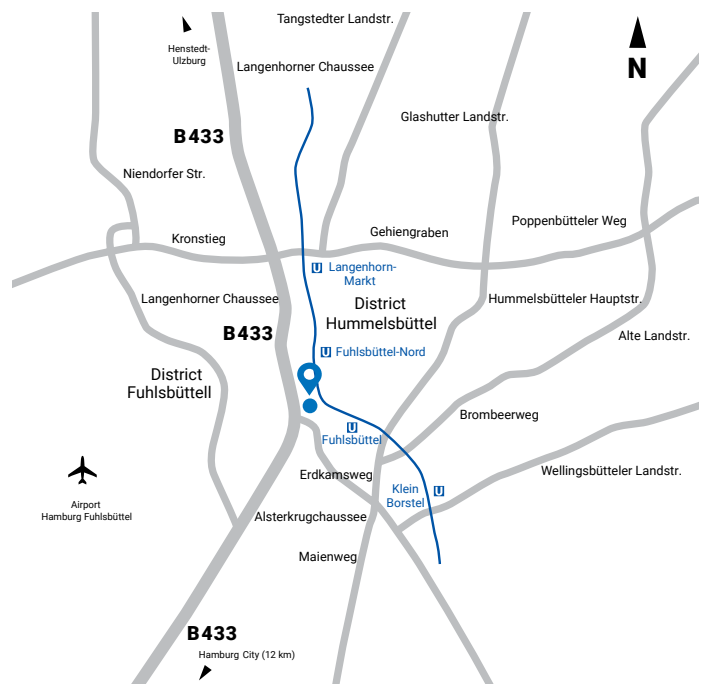 Tangstedter Landstr.
Henstedt-
Ulzburg
Langenhorner Chaussee
N
Glashutter Landstr.
B433
Niendorfer Str.
Poppenbütteler Weg
Kronstieg
Gehiengraben
U Langenhorn-
Markt
Langenhorner Chaussee
District
Hummelsbüttel
Hummelsbütteler Hauptstr.
B433
Alte Landstr.
U Fuhlsbüttel-Nord
District
Fuhlsbüttell
Brombeerweg
U
Fuhlsbüttel
Erdkamsweg
Wellingsbütteler Landstr.
Klein
Borstel
U
Airport
Hamburg Fuhlsbüttel
Alsterkrugchaussee
Maienweg
B433
Hamburg City (12 km)